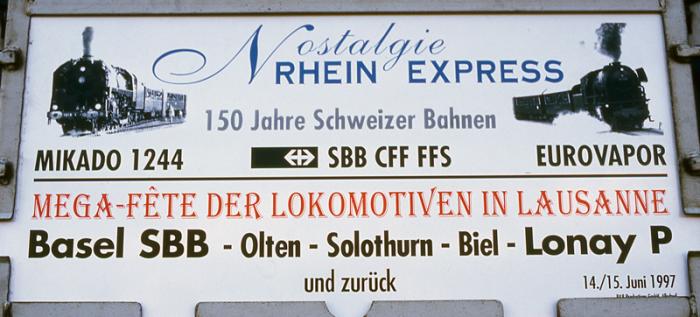 Nostalgie
RHEIN EXPRESS
150 Jahre Schweizer Bahnen
MIKADO 1244 SBB CFF FFS EUROVAPOR
MEGA-FÊTE DER LOKOMOTIVEN IN LAUSANNE
Basel SBB - Olten - Solothurn - Biel - Lonay P
und zurück
14./15. Juni 1997